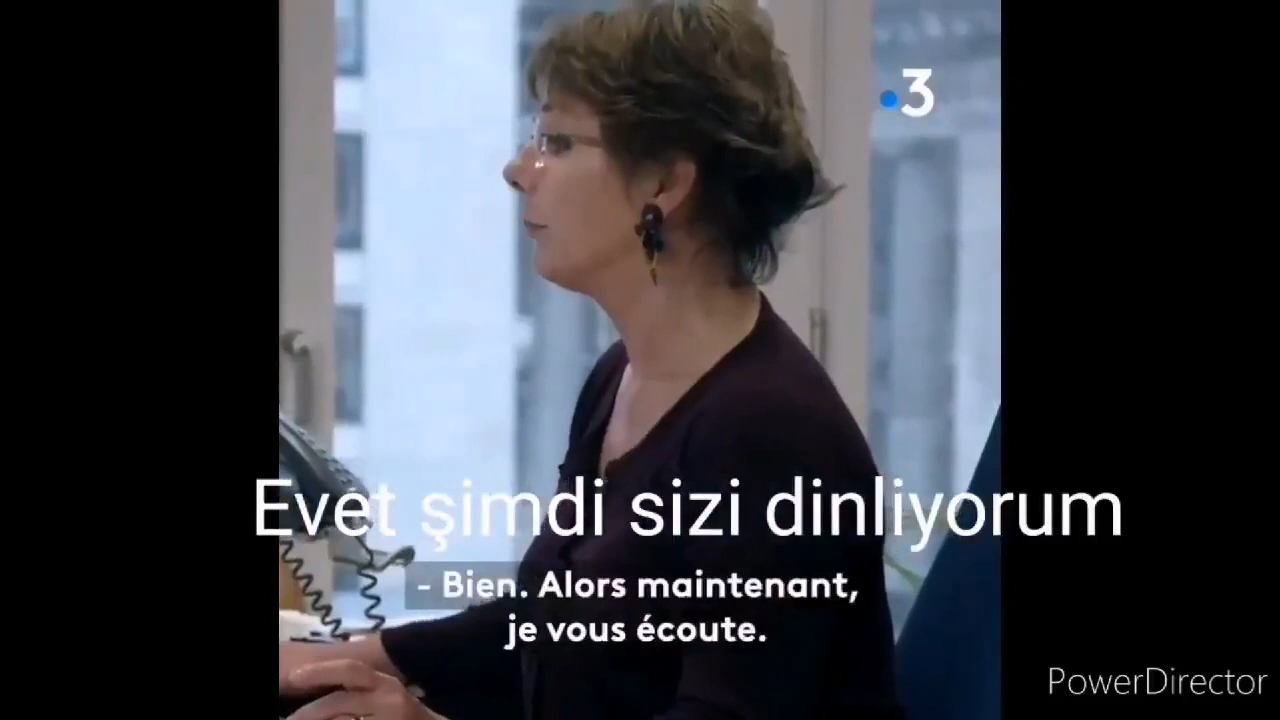 3
Evet şimdi sizi dinliyorum
- Bien. Alors maintenant,
je vous écoute.
PowerDirector